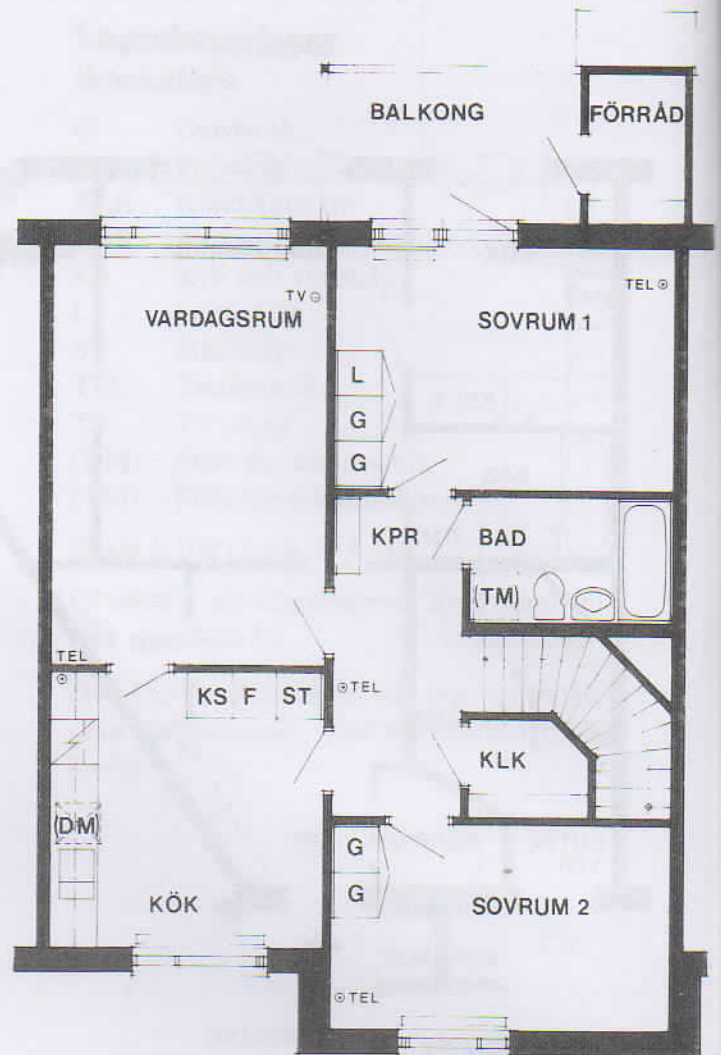 BALKONG
FÖRRÅD
TV
TEL
VARDAGSRUM
SOVRUM 1
L
G
G
KPR
BAD
(TM)
TEL
KS F ST
TEL
KLK
(DM)
G
G
KÖK
SOVRUM 2
TEL